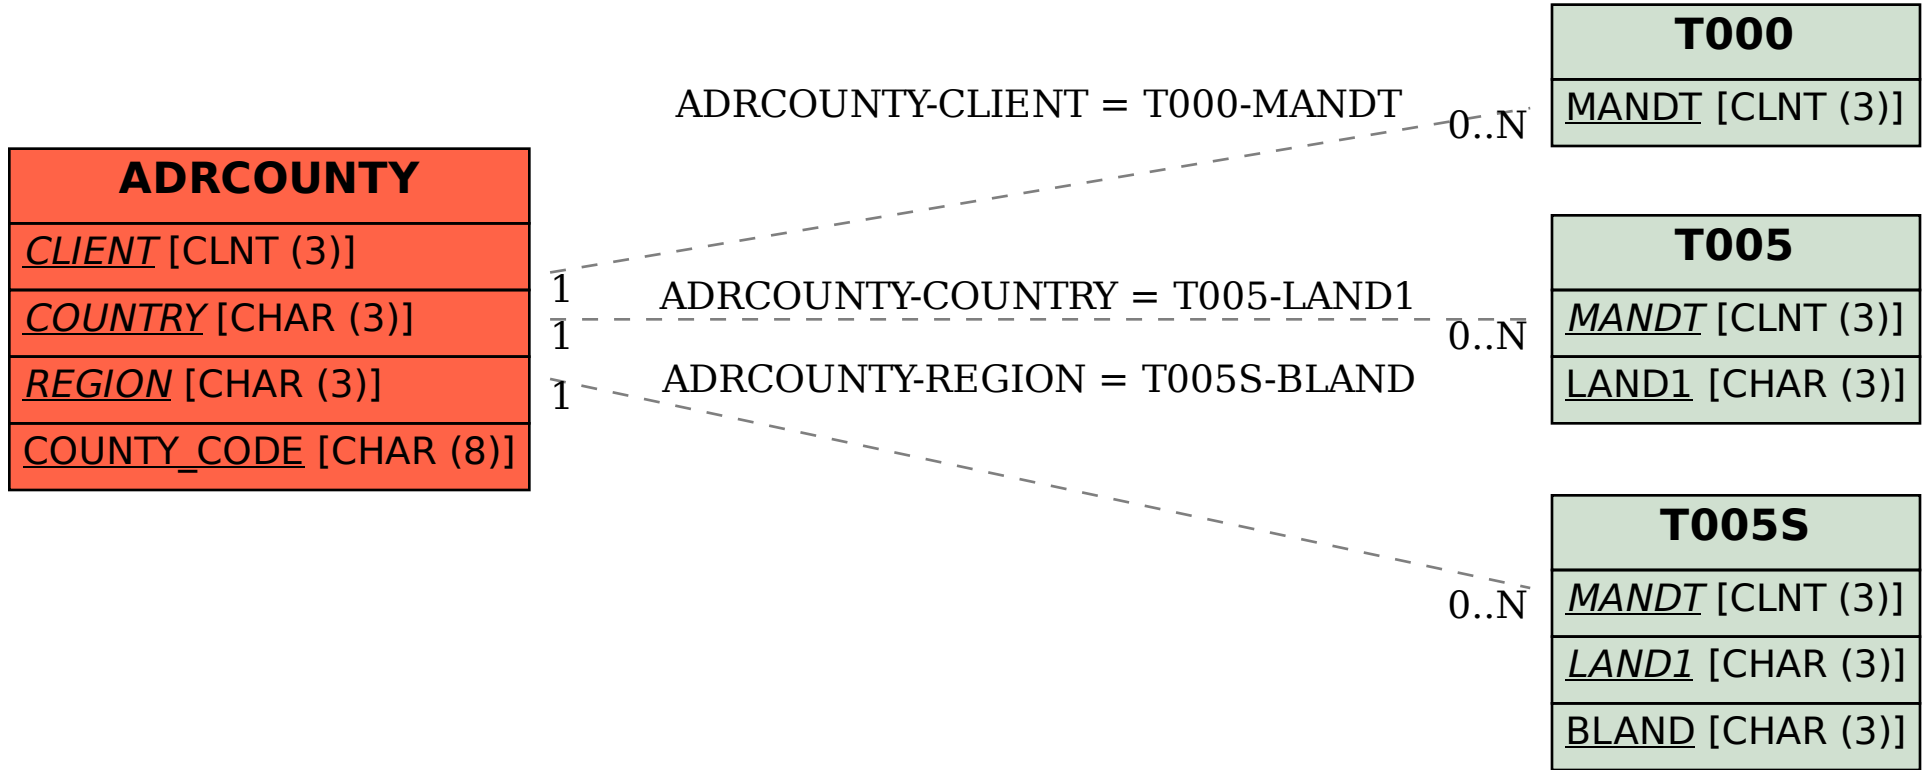 ADRCOUNTY
CLIENT [CLNT (3)]
COUNTRY [CHAR (3)]
REGION [CHAR (3)]
COUNTY_CODE [CHAR (8)]
ADRCOUNTY-CLIENT = T000-MANDT
0..N
1
ADRCOUNTY-COUNTRY = T005-LAND1
1
0..N
ADRCOUNTY-REGION = T005S-BLAND
1
0..N
T000
MANDT [CLNT (3)]
T005
MANDT [CLNT (3)]
LAND1 [CHAR (3)]
T005S
MANDT [CLNT (3)]
LAND1 [CHAR (3)]
BLAND [CHAR (3)]